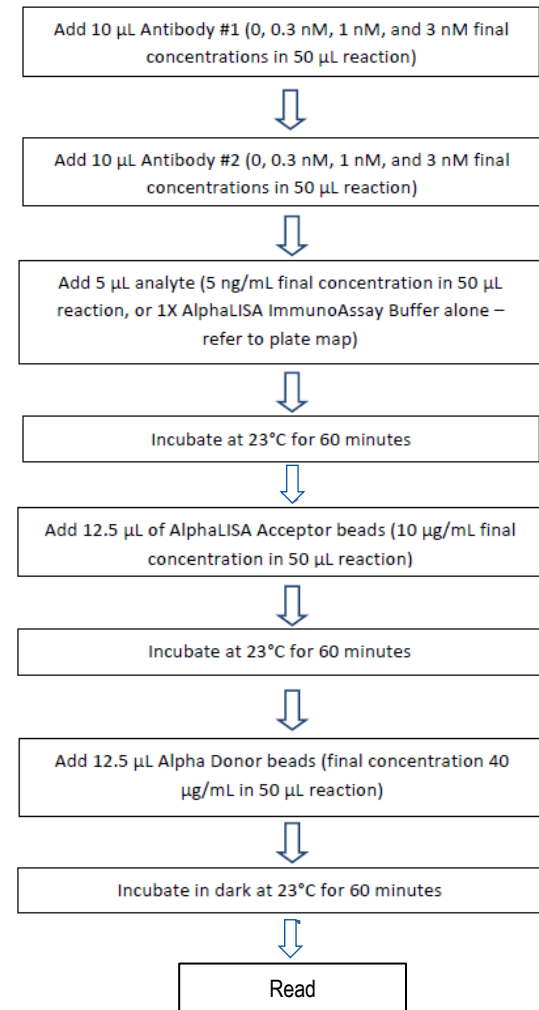 Add 10 µL Antibody #1 (0, 0.3 nM, 1 nM, and 3 nM final
concentrations in 50 µL reaction)
Add 10 µL Antibody #2 (0, 0.3 nM, 1 nM, and 3 nM final
concentrations in 50 µL reaction)
Add 5 µL analyte (5 ng/mL final concentration in 50 µL
reaction, or 1X AlphaLISA ImmunoAssay Buffer alone –
refer to plate map)
Incubate at 23°C for 60 minutes
Add 12.5 µL of AlphaLISA Acceptor beads (10 µg/mL final
concentration in 50 µL reaction)
Incubate at 23°C for 60 minutes
Add 12.5 µL Alpha Donor beads (final concentration 40
µg/mL in 50 µL reaction)
Incubate in dark at 23°C for 60 minutes
Read